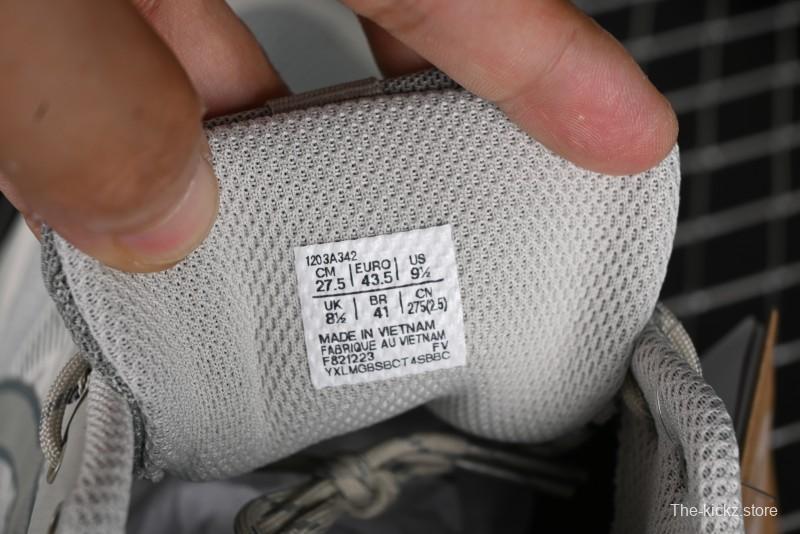 1203A342
CM EURO US
27.5 43.5 9½
UK BR CN
8½ 41 275(2.5)
MADE IN VIETNAM
FABRIQUE AU VIETNAM
F821223 FV
YXLMGBSBCT4SBBC
The-kickz.store